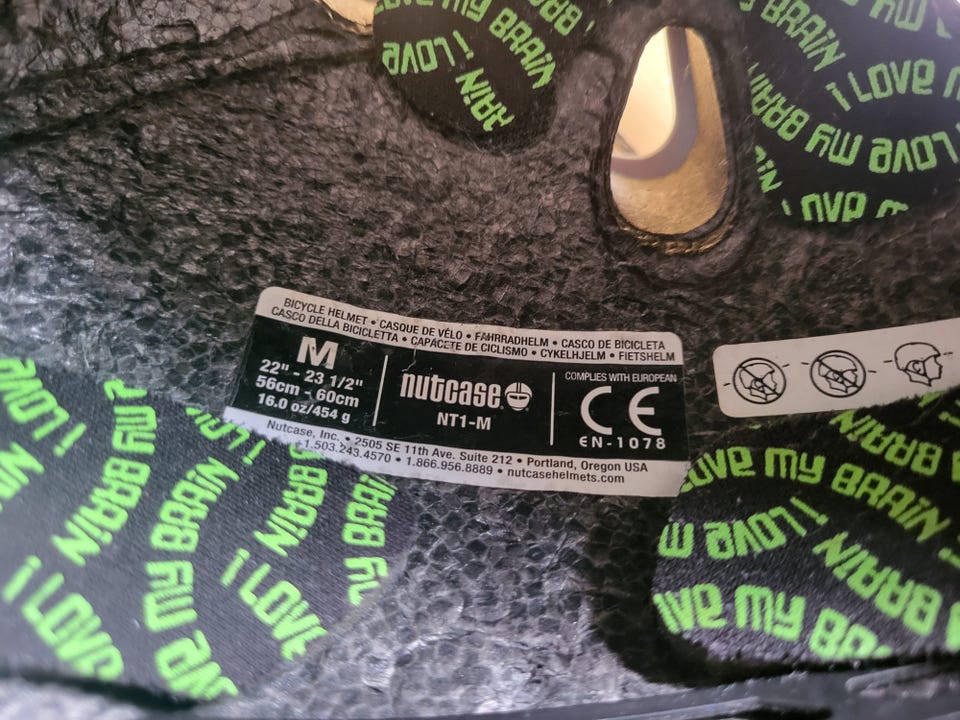 I LOVE MY BRAIN
BICYCLE HELMET • CASQUE DE VÉLO • FAHRRADHELM • CASCO DE BICICLETA
CASCO DELLA BICICLETTA • CAPACETE DE CICLISMO • CYKELHJELM • FIETSHELM
M
22" - 23 1/2"
56cm - 60cm
16.0 oz/454 g
nutcase
NT1-M
COMPLIES WITH EUROPEAN
CE
EN-1078
Nutcase, Inc. • 2505 SE 11th Ave. Suite 212 • Portland, Oregon USA
+1.503.243.4570 • 1.866.956.8889 • nutcasehelmets.com
I LOVE MY BRAIN
I LOVE MY BRAIN